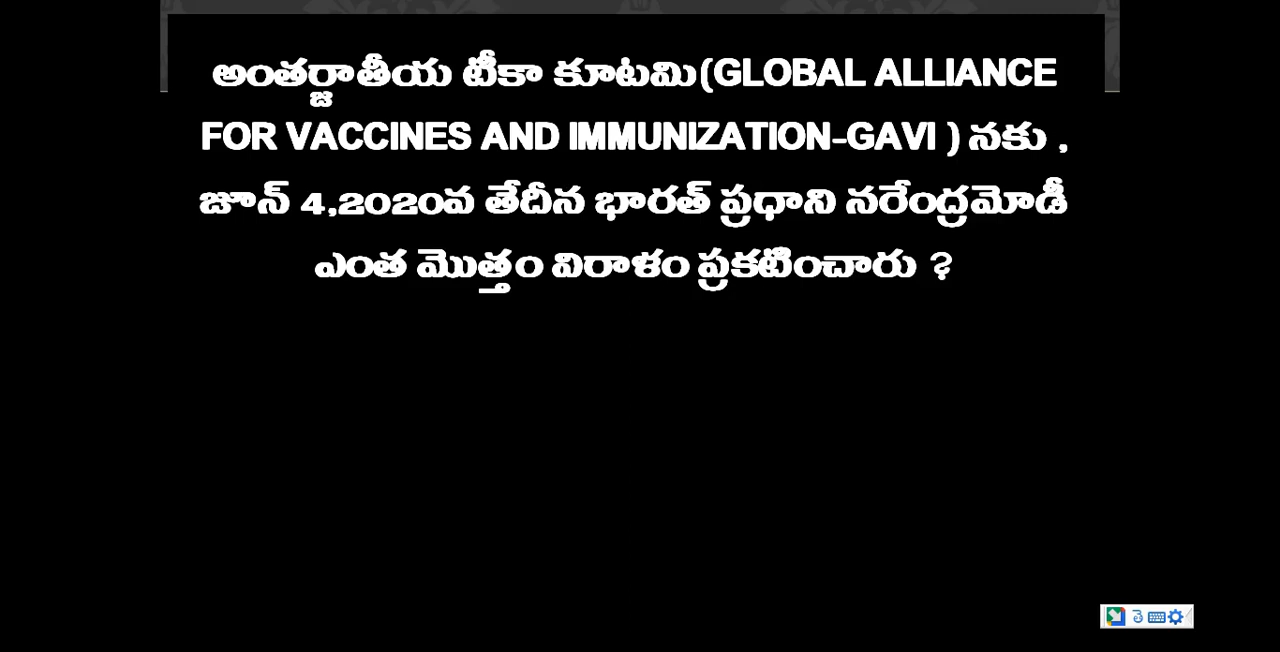 అంతర్జాతీయ టీకా కూటమి(GLOBAL ALLIANCE
FOR VACCINES AND IMMUNIZATION-GAVI ) నకు ,
జూన్ 4,2020వ తేదీన భారత్ ప్రధాని నరేంద్రమోడీ
ఎంత మొత్తం విరాళం ప్రకటించారు ?
తె